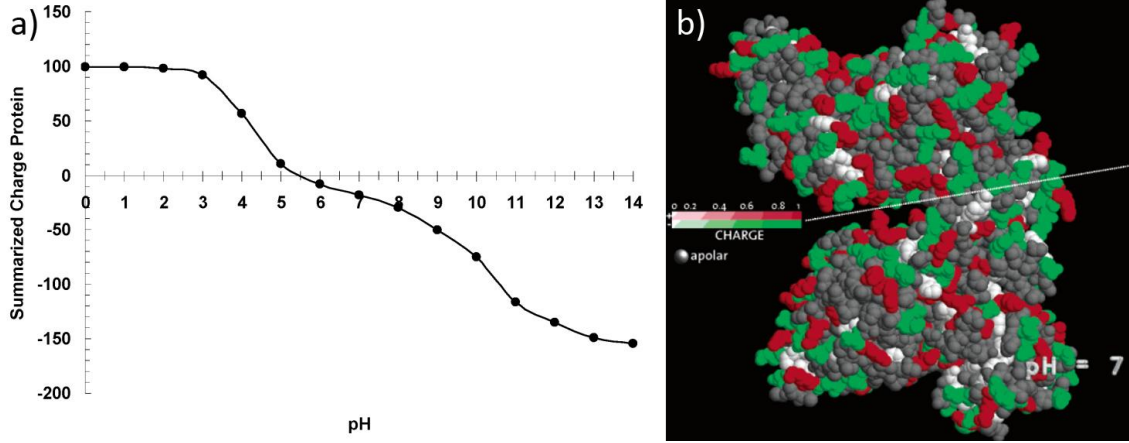 a)
150
100
50
0
-50
-100
-150
-200
0 1 2 3 4 5 6 7 8 9 10 11 12 13 14
Summarized Charge Protein
pH
b)
0 0.2 0.4 0.6 0.8 1
+
-
CHARGE
apolar
pH = 7